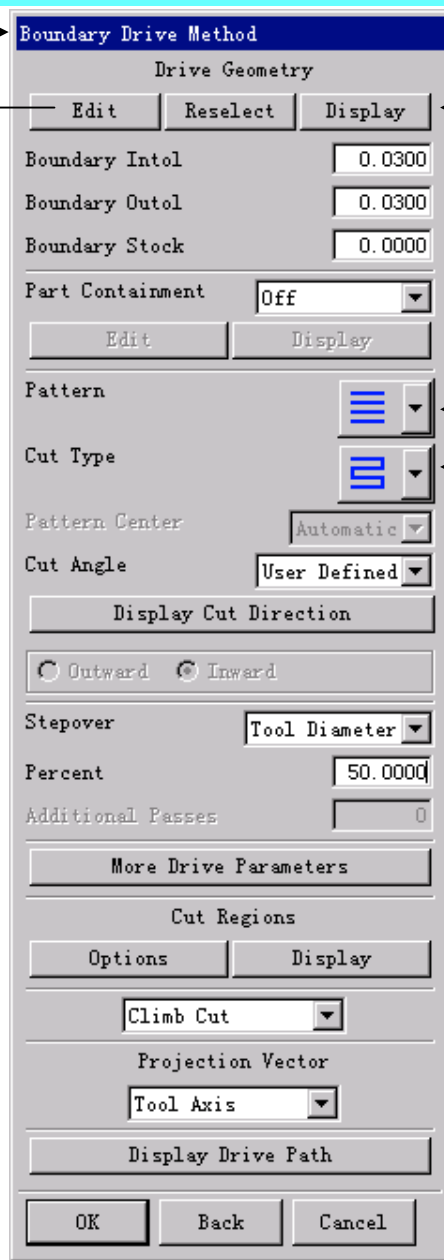 Boundary Drive Method
Drive Geometry
Edit Reselect Display
Boundary Intol 0.0300
Boundary Outol 0.0300
Boundary Stock 0.0000
Part Containment Off
Edit Display
Pattern
Cut Type
Pattern Center Automatic
Cut Angle User Defined
Display Cut Direction
Outward Inward
Stepover Tool Diameter
Percent 50.0000
Additional Passes 0
More Drive Parameters
Cut Regions
Options Display
Climb Cut
Projection Vector
Tool Axis
Display Drive Path
OK Back Cancel